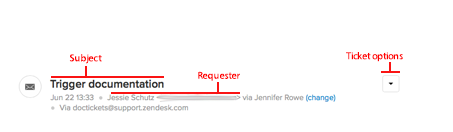 Subject
Requester
Ticket options
Trigger documentation
Jun 22 13:33 Jessie Schutz via Jennifer Rowe (change)
Via doctickets@support.zendesk.com